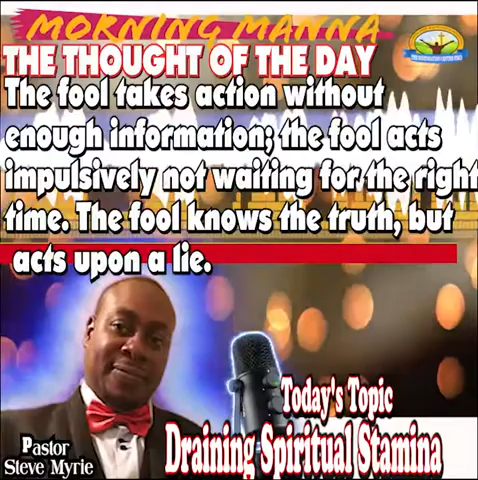 MORNING MANNA
THE THOUGHT OF THE DAY
The fool takes action without
enough information; the fool acts
impulsively not waiting for the right
time. The fool knows the truth, but
acts upon a lie.
Today's Topic
Draining Spiritual Stamina
Pastor
Steve Myrie